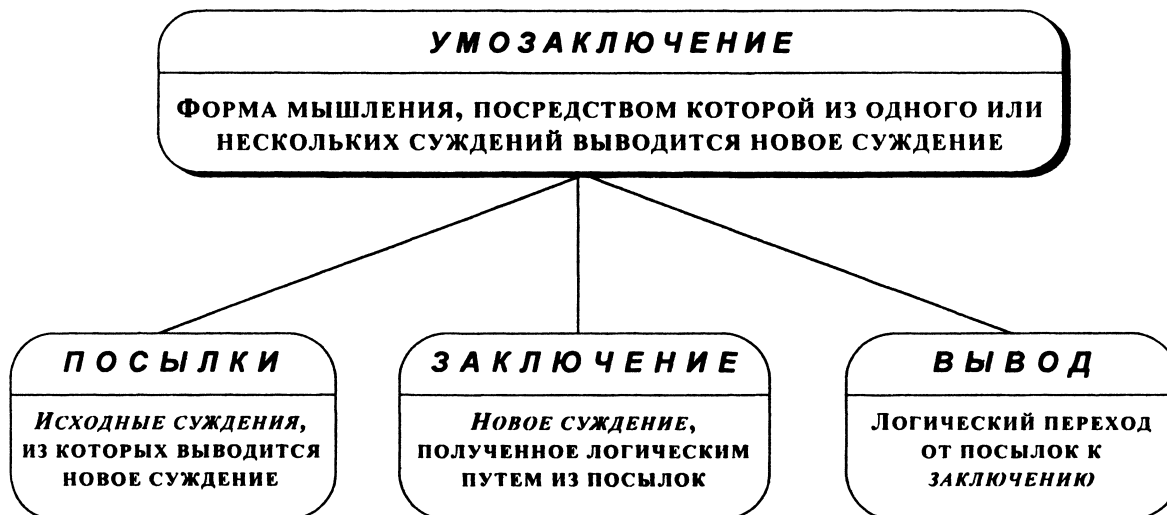 УМОЗАКЛЮЧЕНИЕ
ФОРМА МЫШЛЕНИЯ, ПОСРЕДСТВОМ КОТОРОЙ ИЗ ОДНОГО ИЛИ
НЕСКОЛЬКИХ СУЖДЕНИЙ ВЫВОДИТСЯ НОВОЕ СУЖДЕНИЕ
ПОСЫЛКИ
ИСХОДНЫЕ СУЖДЕНИЯ,
ИЗ КОТОРЫХ ВЫВОДИТСЯ
НОВОЕ СУЖДЕНИЕ
ЗАКЛЮЧЕНИЕ
НОВОЕ СУЖДЕНИЕ,
ПОЛУЧЕННОЕ ЛОГИЧЕСКИМ
ПУТЕМ ИЗ ПОСЫЛОК
ВЫВОД
ЛОГИЧЕСКИЙ ПЕРЕХОД
ОТ ПОСЫЛОК К
ЗАКЛЮЧЕНИЮ